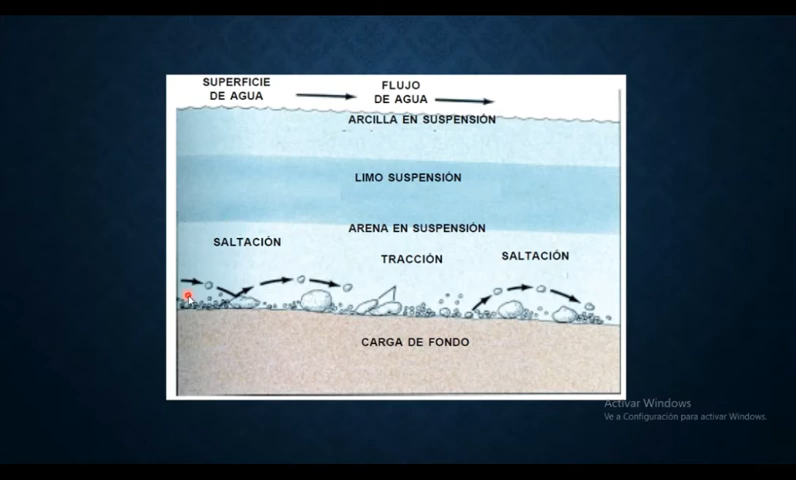 SUPERFICIE
DE AGUA
FLUJO
DE AGUA
ARCILLA EN SUSPENSIÓN
LIMO SUSPENSIÓN
ARENA EN SUSPENSIÓN
SALTACIÓN
TRACCIÓN
SALTACIÓN
CARGA DE FONDO
Activar Windows
Ve a Configuración para activar Windows.